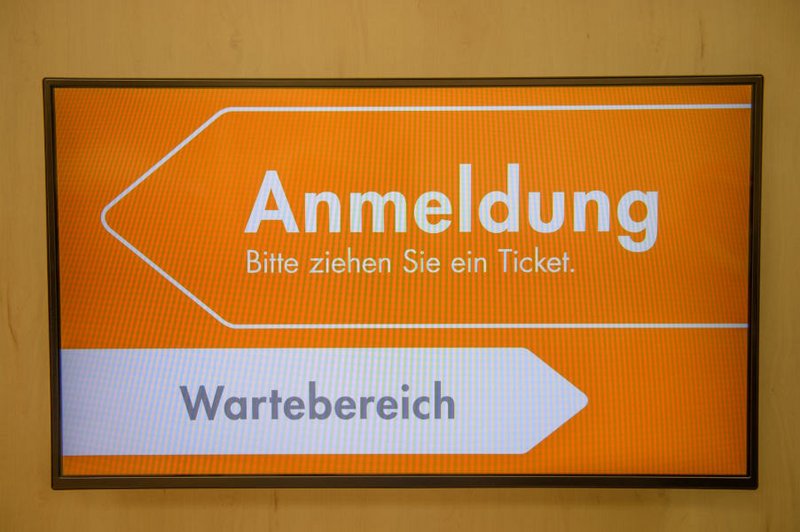 Anmeldung
Bitte ziehen Sie ein Ticket.
Wartebereich